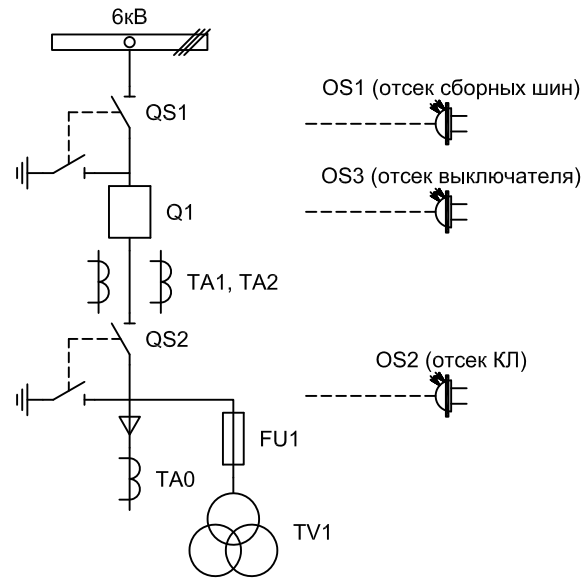 6кВ
OS1 (отсек сборных шин)
QS1
OS3 (отсек выключателя)
Q1
TA1, TA2
QS2
OS2 (отсек КЛ)
FU1
TA0
TV1